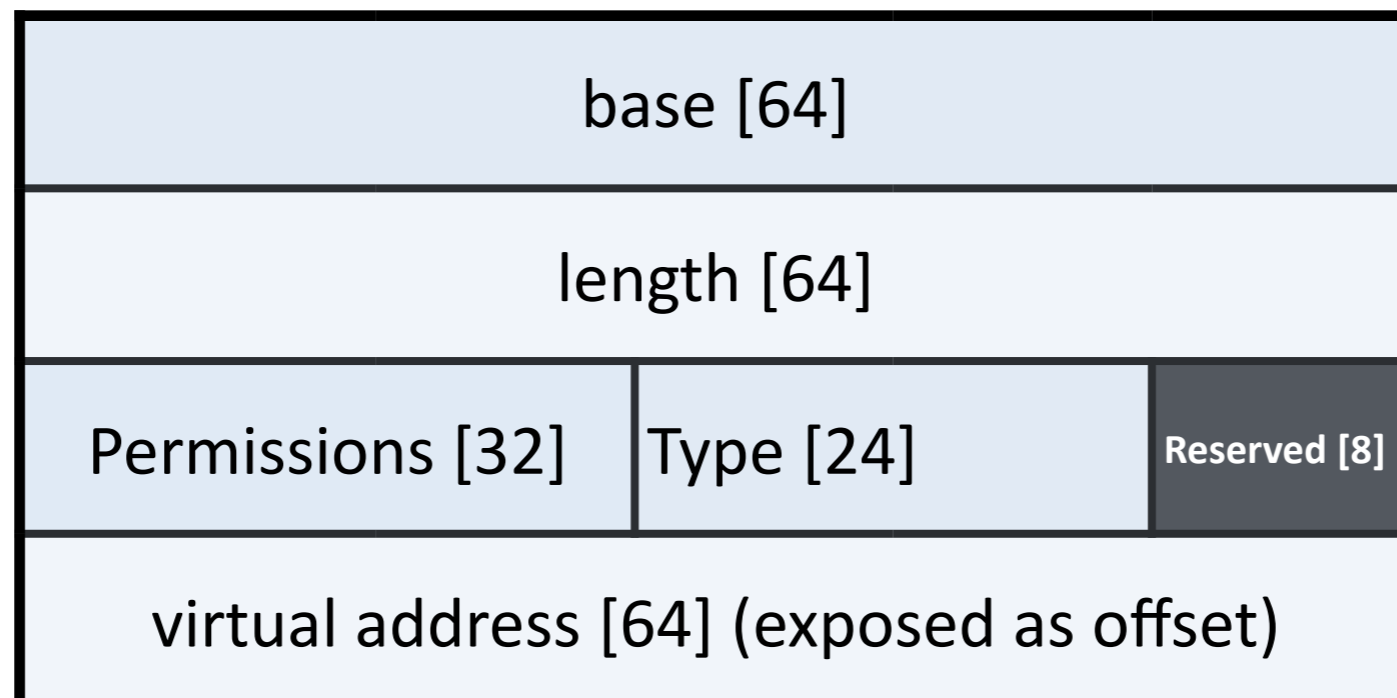 base [64]
length [64]
Permissions [32] Type [24] Reserved [8]
virtual address [64] (exposed as offset)